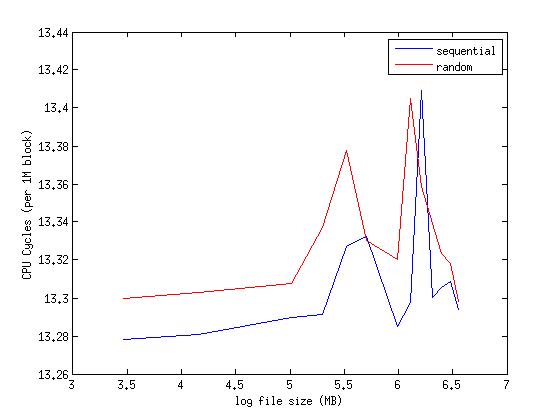 13.44
13.42
13.4
13.38
13.36
13.34
13.32
13.3
13.28
13.26
CPU Cycles (per 1M block)
sequential
random
3 3.5 4 4.5 5 5.5 6 6.5 7
log file size (MB)